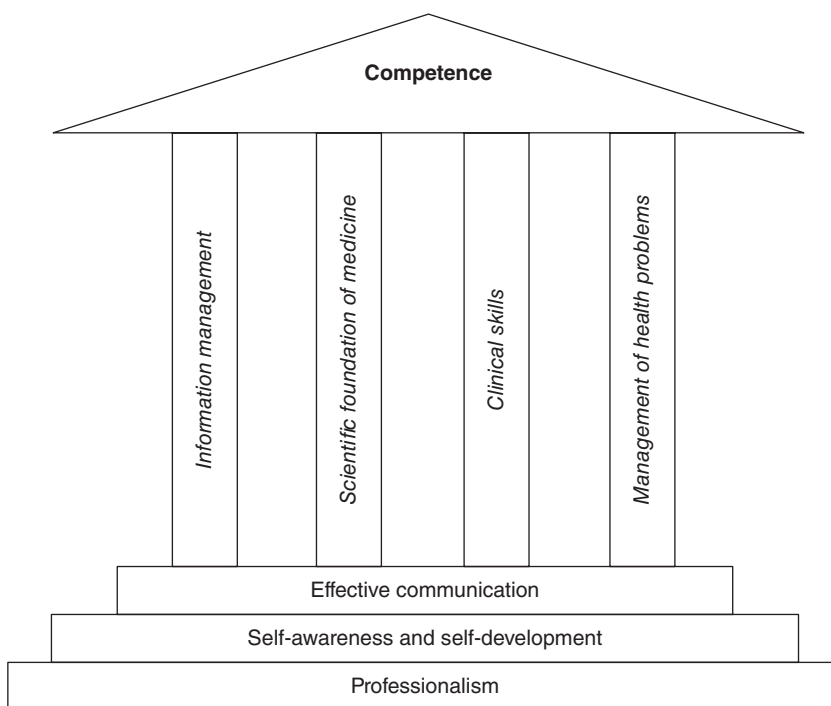 Competence
Information management
Scientific foundation of medicine
Clinical skills
Management of health problems
Effective communication
Self-awareness and self-development
Professionalism